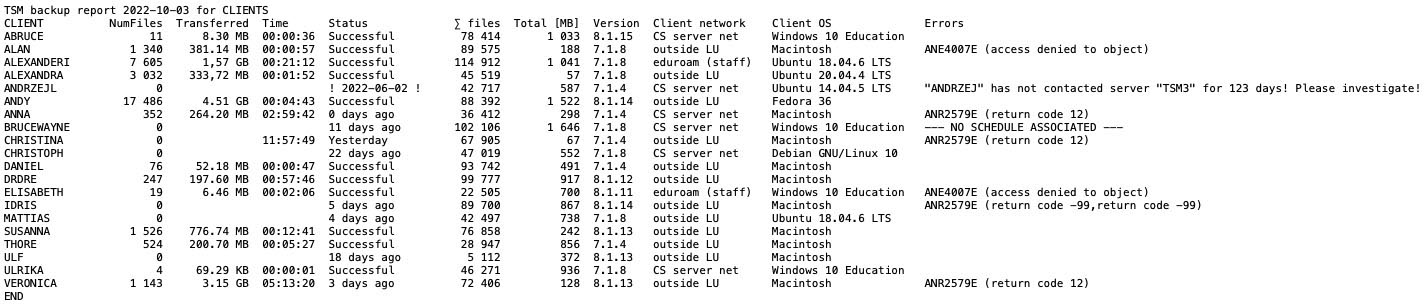 TSM backup report 2022-10-03 for CLIENTS
CLIENT          NumFiles  Transferred  Time      Status             ∑ files  Total [MB]  Version  Client network    Client OS             Errors
ABRUCE                11      8.30 MB  00:00:36  Successful          78 414       1 033  8.1.15   CS server net     Windows 10 Education
ALAN               1 340    381.14 MB  00:00:57  Successful          89 575         188  7.1.8    outside LU        Macintosh             ANE4007E (access denied to object)
ALEXANDERI         7 605      1,57 GB  00:21:12  Successful         114 912       1 041  7.1.8    eduroam (staff)   Ubuntu 18.04.6 LTS
ALEXANDRA          3 032    333,72 MB  00:01:52  Successful          45 519          57  7.1.8    outside LU        Ubuntu 20.04.4 LTS
ANDRZEJL               0                         ! 2022-06-02 !      42 717         587  7.1.4    CS server net     Ubuntu 14.04.5 LTS    "ANDRZEJ" has not contacted server "TSM3" for 123 days! Please investigate!
ANDY              17 486      4.51 GB  00:04:43  Successful          88 392       1 522  8.1.14   outside LU        Fedora 36
ANNA                 352    264.20 MB  02:59:42  0 days ago          36 412         298  7.1.4    outside LU        Macintosh             ANR2579E (return code 12)
BRUCEWAYNE             0                         11 days ago        102 106       1 646  7.1.8    CS server net     Windows 10 Education  --- NO SCHEDULE ASSOCIATED ---
CHRISTINA              0               11:57:49  Yesterday           67 905          67  7.1.4    outside LU        Macintosh             ANR2579E (return code 12)
CHRISTOPH              0                         22 days ago         47 019         552  7.1.8    CS server net     Debian GNU/Linux 10
DANIEL                76     52.18 MB  00:00:47  Successful          93 742         491  7.1.4    outside LU        Macintosh
DRDRE                247    197.60 MB  00:57:46  Successful          99 777         917  8.1.12   outside LU        Macintosh
ELISABETH             19      6.46 MB  00:02:06  Successful          22 505         700  8.1.11   eduroam (staff)   Windows 10 Education  ANE4007E (access denied to object)
IDRIS                  0                         5 days ago          89 700         867  8.1.14   outside LU        Macintosh             ANR2579E (return code -99,return code -99)
MATTIAS                0                         4 days ago          42 497         738  7.1.8    outside LU        Ubuntu 18.04.6 LTS
SUSANNA            1 526    776.74 MB  00:12:41  Successful          76 858         242  8.1.13   outside LU        Macintosh
THORE                524    200.70 MB  00:05:27  Successful          28 947         856  7.1.4    outside LU        Macintosh
ULF                    0                         18 days ago          5 112         372  8.1.13   outside LU        Macintosh
ULRIKA                 4     69.29 KB  00:00:01  Successful          46 271         936  7.1.8    CS server net     Windows 10 Education
VERONICA           1 143      3.15 GB  05:13:20  3 days ago          72 406         128  8.1.13   outside LU        Macintosh             ANR2579E (return code 12)
END